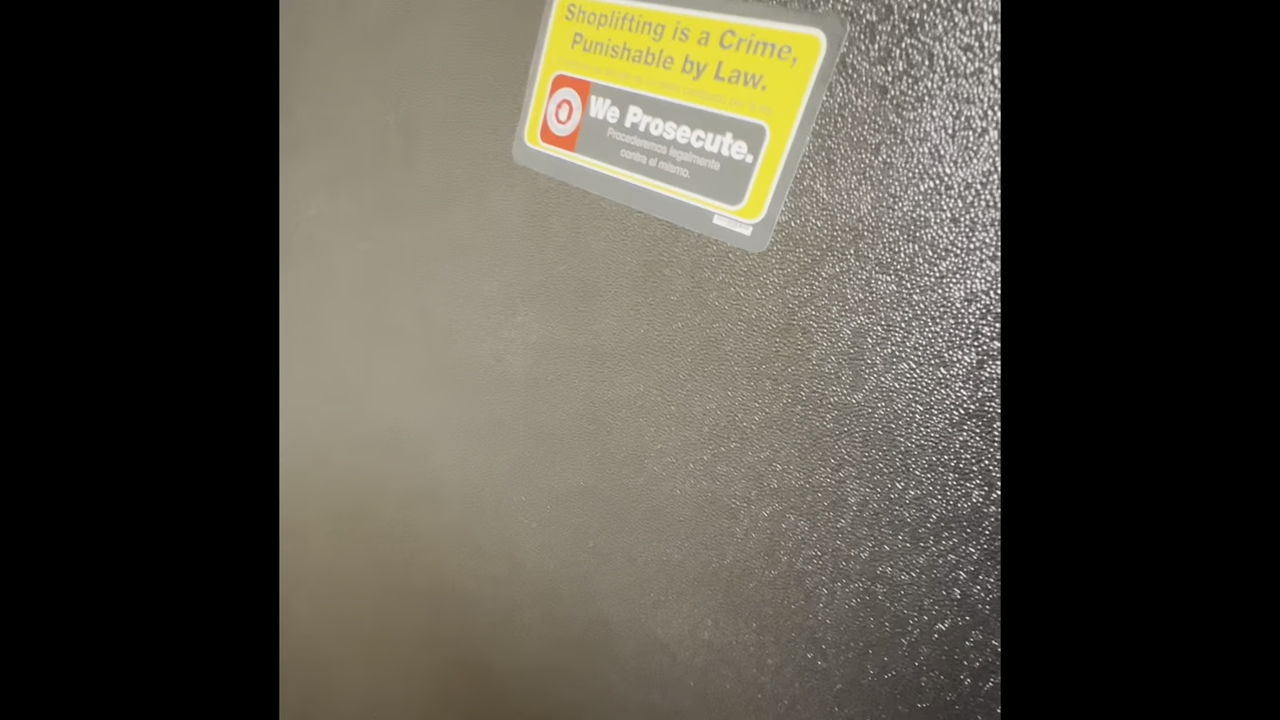 Shoplifting is a Crime,
Punishable by Law.
We Prosecute.
Procederemos legalmente
contra el mismo.